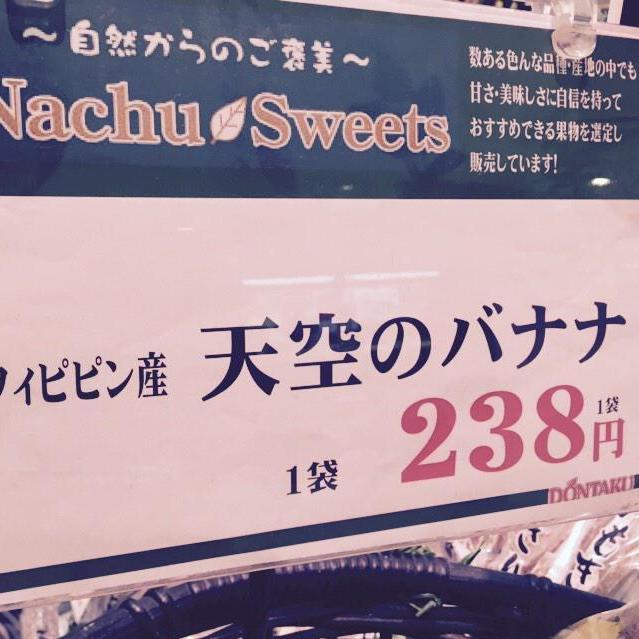 ～自然からのご褒美～
Nachu Sweets
数ある色んな品種・産地の中でも
甘さ・美味しさに自信を持って
おすすめできる果物を選定し
販売しています!
フィピピン産 天空のバナナ
1袋 238円 1袋
DONTAKU